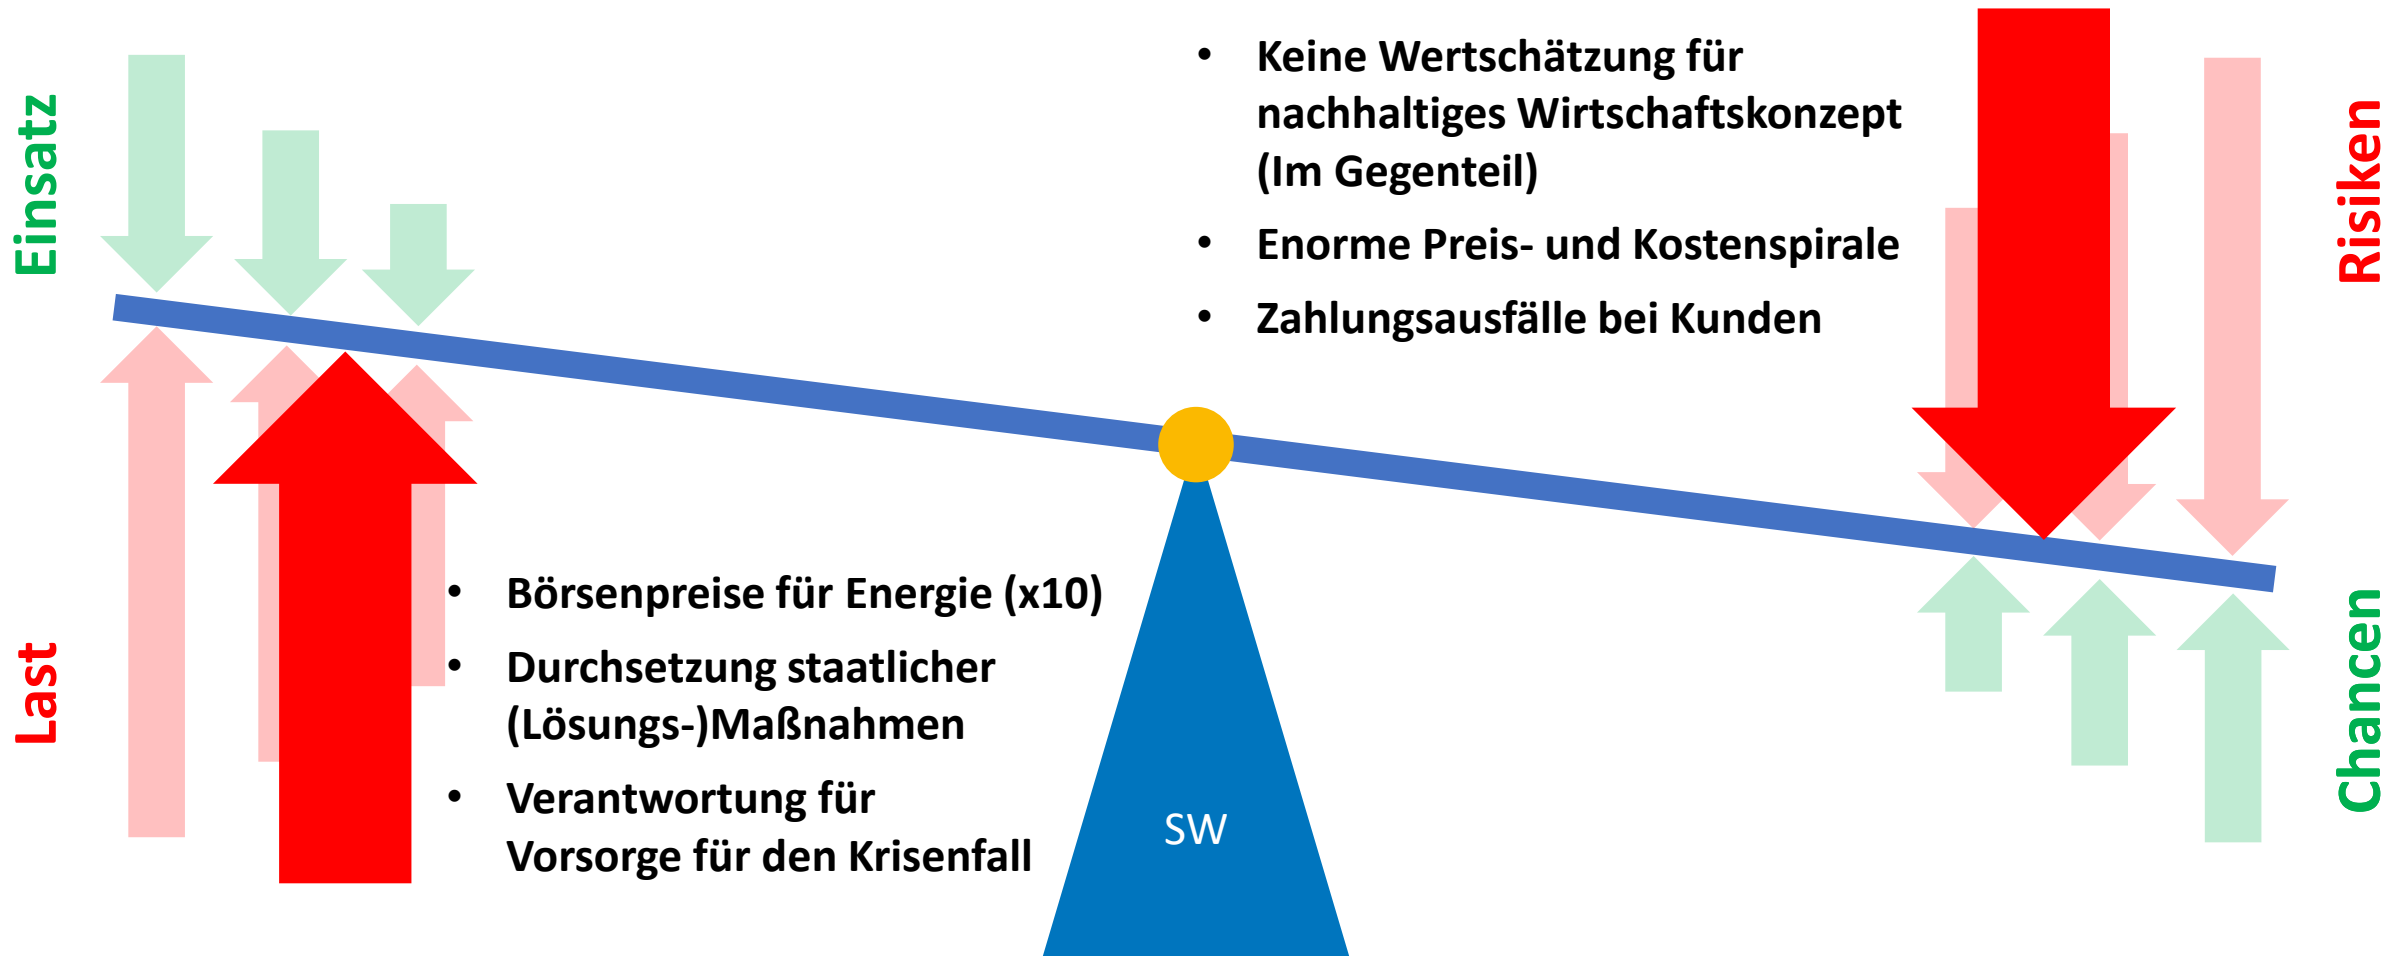 Einsatz
Last
• Keine Wertschätzung für
nachhaltiges Wirtschaftskonzept
(Im Gegenteil)
• Enorme Preis- und Kostenspirale
• Zahlungsausfälle bei Kunden
Risiken
• Börsenpreise für Energie (x10)
• Durchsetzung staatlicher
(Lösungs-)Maßnahmen
• Verantwortung für
Vorsorge für den Krisenfall
SW
Chancen